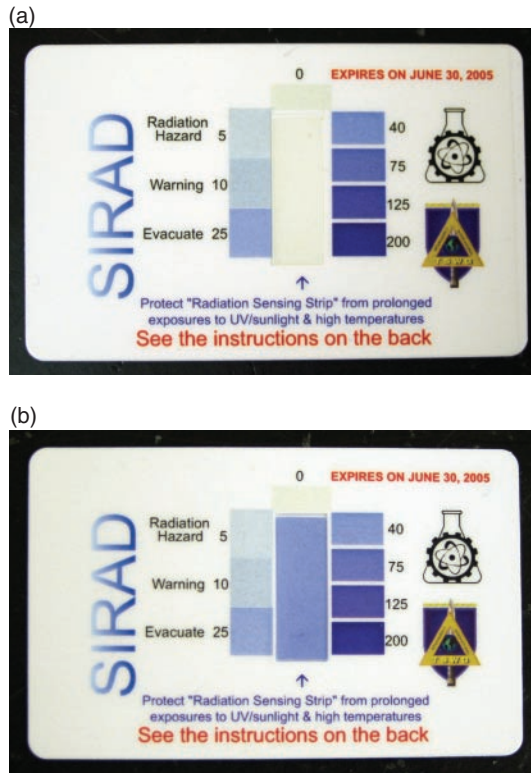 (a)
0 EXPIRES ON JUNE 30, 2005
SIRAD
Radiation
Hazard 5
40
75
Warning 10
125
Evacuate 25
200
Protect "Radiation Sensing Strip" from prolonged
exposures to UV/sunlight & high temperatures
See the instructions on the back
(b)
0 EXPIRES ON JUNE 30, 2005
SIRAD
Radiation
Hazard 5
40
75
Warning 10
125
Evacuate 25
200
Protect "Radiation Sensing Strip" from prolonged
exposures to UV/sunlight & high temperatures
See the instructions on the back